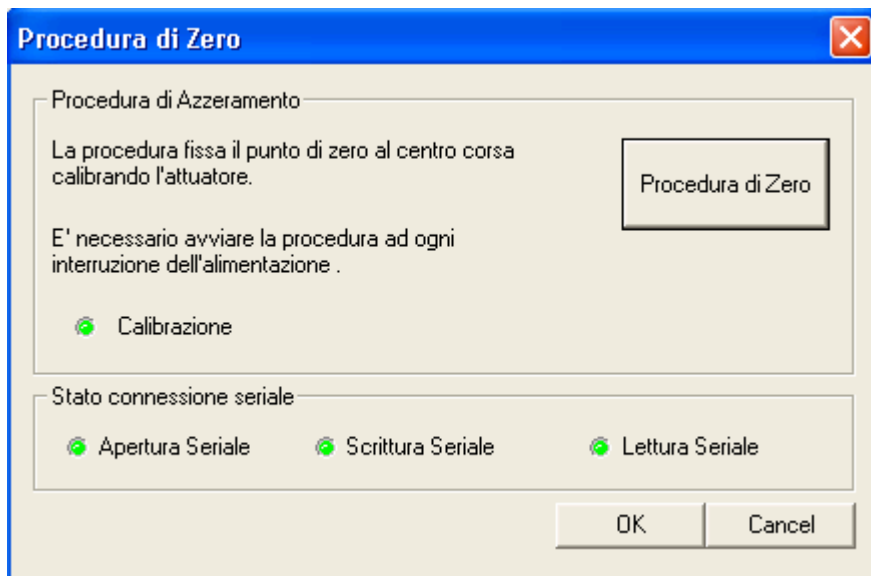 Procedura di Zero
Procedura di Azzeramento
La procedura fissa il punto di zero al centro corsa
calibrando l'attuatore.
Procedura di Zero
E' necessario avviare la procedura ad ogni
interruzione dell'alimentazione .
Calibrazione
Stato connessione seriale
Apertura Seriale Scrittura Seriale Lettura Seriale
OK Cancel